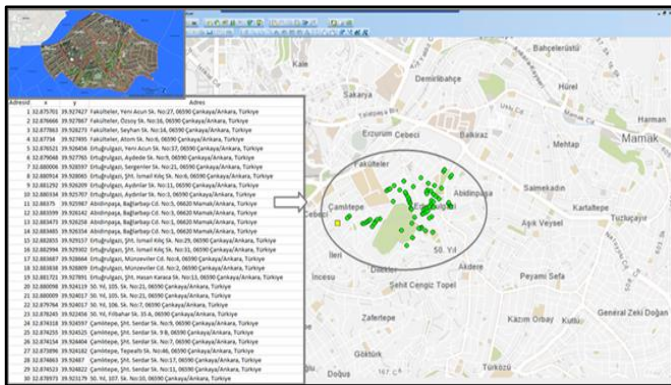 Adresid x y Adres
1 32.875701 39.927427 Fakülteler, Yeni Acun Sk. No:27, 06590 Çankaya/Ankara, Türkiye
2 32.876666 39.927867 Fakülteler, Özsoy Sk. No:16, 06590 Çankaya/Ankara, Türkiye
3 32.877863 39.928273 Fakülteler, Seyhan Sk. No:16, 06590 Çankaya/Ankara, Türkiye
4 32.87734 39.927495 Fakülteler, Atom Sk. No:6, 06590 Çankaya/Ankara, Türkiye
5 32.876521 39.926456 Ertuğrulgazi, Yeni Acun Sk. No:17, 06590 Çankaya/Ankara, Türkiye
6 32.879048 39.927765 Ertuğrulgazi, Aydede Sk. No:9, 06590 Çankaya/Ankara, Türkiye
7 32.880008 39.928597 Ertuğrulgazi, Sergenler Sk. No:21, 06590 Çankaya/Ankara, Türkiye
8 32.880914 39.928085 Ertuğrulgazi, Şht. İsmail Kılıç Sk. No:8, 06590 Çankaya/Ankara, Türkiye
9 32.881292 39.926209 Ertuğrulgazi, Aydınlar Sk. No:11, 06590 Çankaya/Ankara, Türkiye
10 32.880334 39.925707 Ertuğrulgazi, Aydınlar Sk. No:3, 06590 Çankaya/Ankara, Türkiye
11 32.88375 39.925987 Abidinpaşa, Bağlarbaşı Cd. No:5, 06620 Mamak/Ankara, Türkiye
12 32.883599 39.926142 Abidinpaşa, Bağlarbaşı Cd. No:3, 06620 Mamak/Ankara, Türkiye
13 32.883473 39.926258 Abidinpaşa, Bağlarbaşı Cd. No:1, 06620 Mamak/Ankara, Türkiye
14 32.883485 39.926354 Abidinpaşa, Bağlarbaşı Cd. No:1, 06620 Mamak/Ankara, Türkiye
15 32.882855 39.929157 Ertuğrulgazi, Şht. İsmail Kılıç Sk. No:29, 06590 Çankaya/Ankara, Türkiye
16 32.882994 39.929302 Ertuğrulgazi, Şht. İsmail Kılıç Sk. No:31, 06590 Çankaya/Ankara, Türkiye
17 32.883687 39.928664 Ertuğrulgazi, Münzeviler Cd. No:4, 06590 Çankaya/Ankara, Türkiye
18 32.883838 39.928809 Ertuğrulgazi, Münzeviler Cd. No:2, 06590 Çankaya/Ankara, Türkiye
19 32.881721 39.927891 Ertuğrulgazi, Şht. Hasan Karaca Sk. No:13, 06590 Çankaya/Ankara, Türkiye
20 32.880098 39.924119 50. Yıl, 105. Sk. No:21, 06590 Çankaya/Ankara, Türkiye
21 32.880009 39.924017 50. Yıl, 105. Sk. No:21, 06590 Çankaya/Ankara, Türkiye
22 32.879784 39.924017 50. Yıl, 106. Sk. No:7, 06590 Çankaya/Ankara, Türkiye
23 32.878245 39.922456 50. Yıl, Filbahar Sk. 35 A, 06590 Çankaya/Ankara, Türkiye
24 32.874318 39.924597 Çamlıtepe, Şht. Serdar Sk. No:9, 06590 Çankaya/Ankara, Türkiye
25 32.874255 39.924525 Çamlıtepe, Şht. Serdar Sk. 9 B, 06590 Çankaya/Ankara, Türkiye
26 32.874154 39.924404 Çamlıtepe, Şht. Serdar Sk. No:7, 06590 Çankaya/Ankara, Türkiye
27 32.873896 39.924182 Çamlıtepe, Tepealtı Sk. No:46, 06590 Çankaya/Ankara, Türkiye
28 32.874663 39.92487 Çamlıtepe, Şht. Serdar Sk. No:17, 06590 Çankaya/Ankara, Türkiye
29 32.874523 39.924822 Çamlıtepe, Şht. Serdar Sk. No:11, 06590 Çankaya/Ankara, Türkiye
30 32.878973 39.923179 50. Yıl, 107. Sk. No:10, 06590 Çankaya/Ankara, Türkiye
Kale
Bahçelerüstü
Demirlibahçe
Hürel
Sakarya
Harman
Erzurum
Cebeci
Balkiraz
Mamak
Fakülteler
Saimekadın
Abidinpaşa
Kartaltepe
Çamlıtepe
Cebeci
Aşık Veysel
Tuzluçayır
İleri
50. Yıl
İncesu
Dilekler
Akdere
Peyami Sefa
Şehit Cengiz Topel
Zafertepe
Kazım Orbay
Kutlu
General Zeki Doğan
Göktürk
Doğuş
Türközü